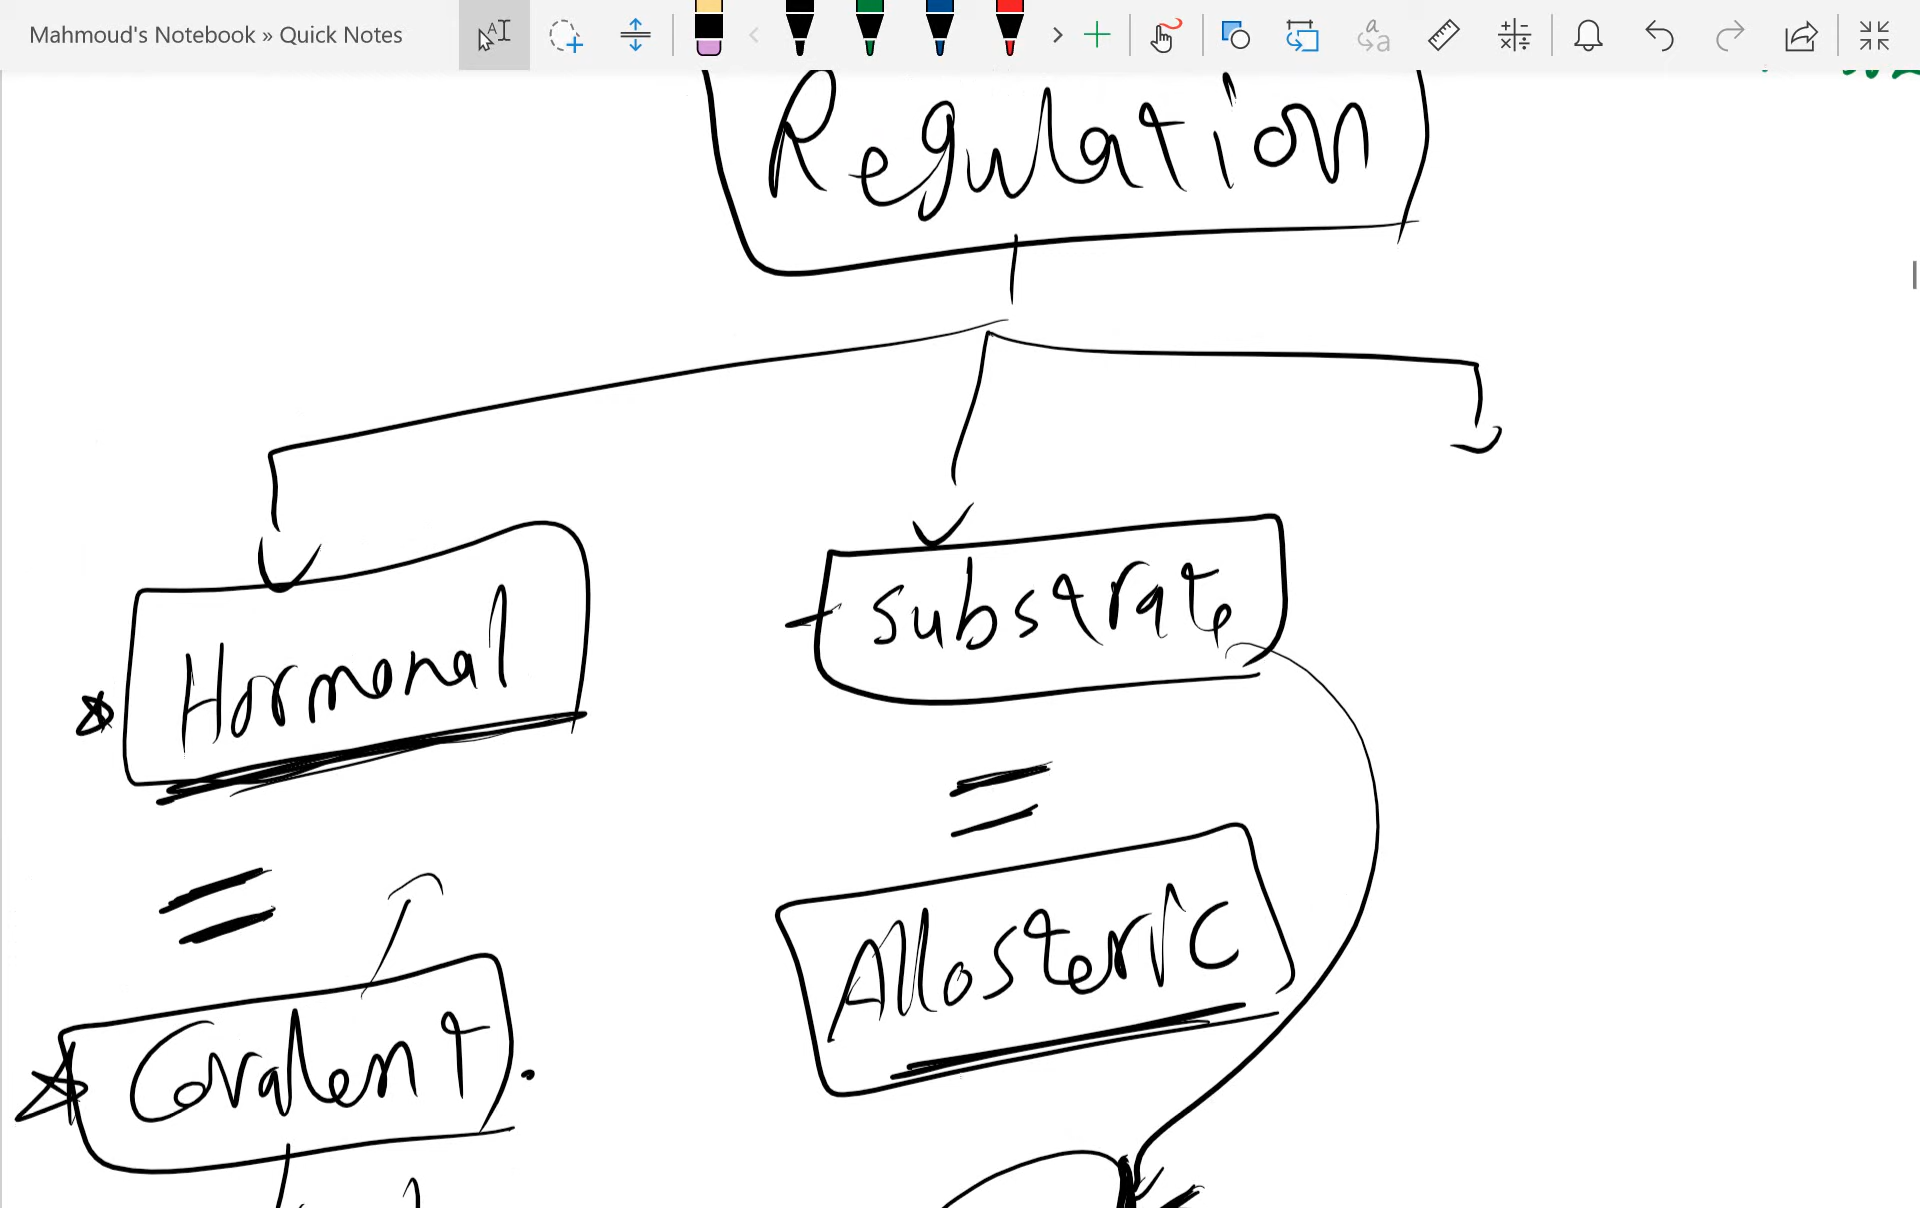 Mahmoud's Notebook » Quick Notes
Regulation
Hormonal
Substrate
=
=
Allosteric
Covalent.